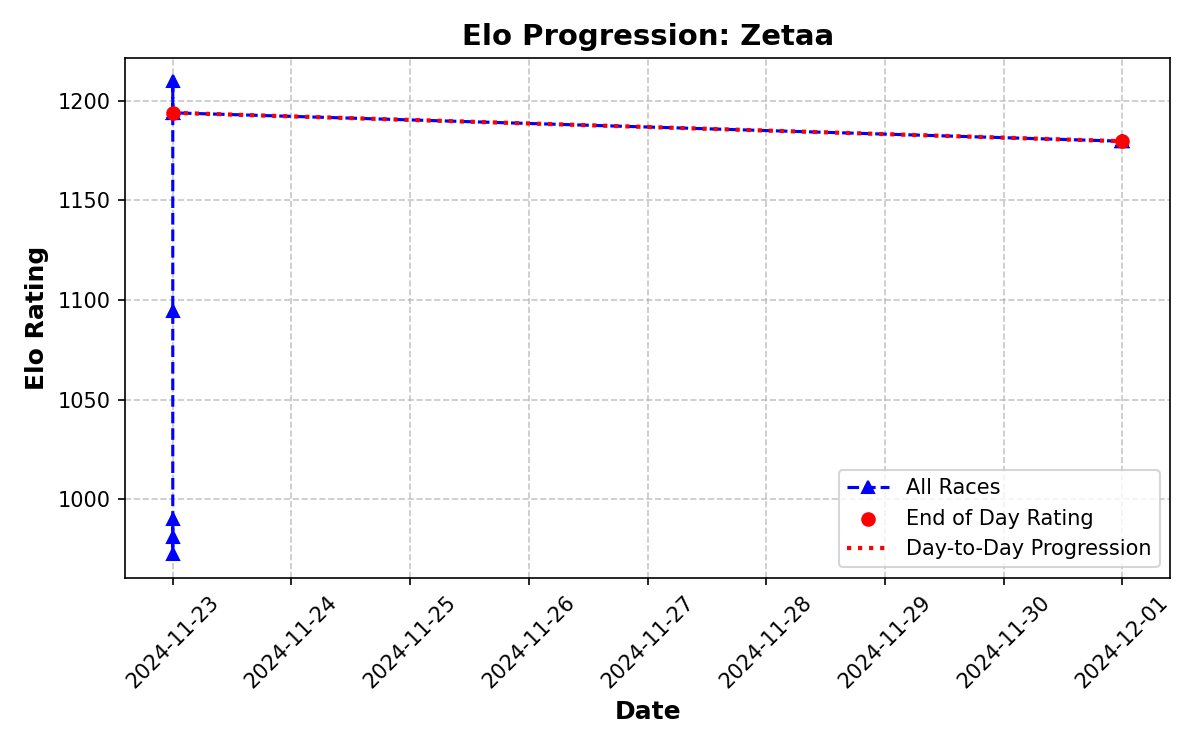 Elo Progression: Zetaa
Elo Rating
1200
1150
1100
1050
1000
All Races
End of Day Rating
Day-to-Day Progression
2024-11-23
2024-11-24
2024-11-25
2024-11-26
2024-11-27
2024-11-28
2024-11-29
2024-11-30
2024-12-01
Date